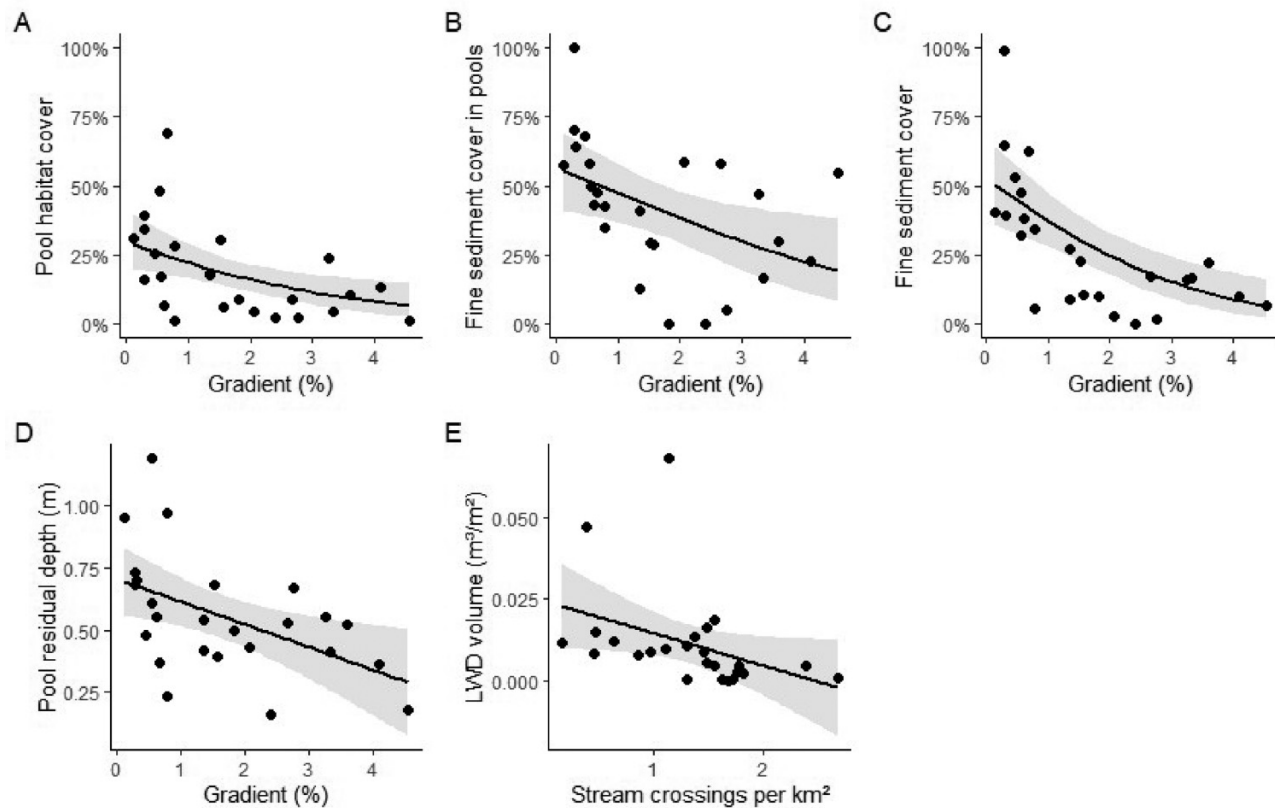 A
Pool habitat cover
100%
75%
50%
25%
0%
0 1 2 3 4
Gradient (%)
B
Fine sediment cover in pools
100%
75%
50%
25%
0%
0 1 2 3 4
Gradient (%)
C
Fine sediment cover
100%
75%
50%
25%
0%
0 1 2 3 4
Gradient (%)
D
Pool residual depth (m)
1.00
0.75
0.50
0.25
0 1 2 3 4
Gradient (%)
E
LWD volume (m³/m²)
0.050
0.025
0.000
1 2
Stream crossings per km²